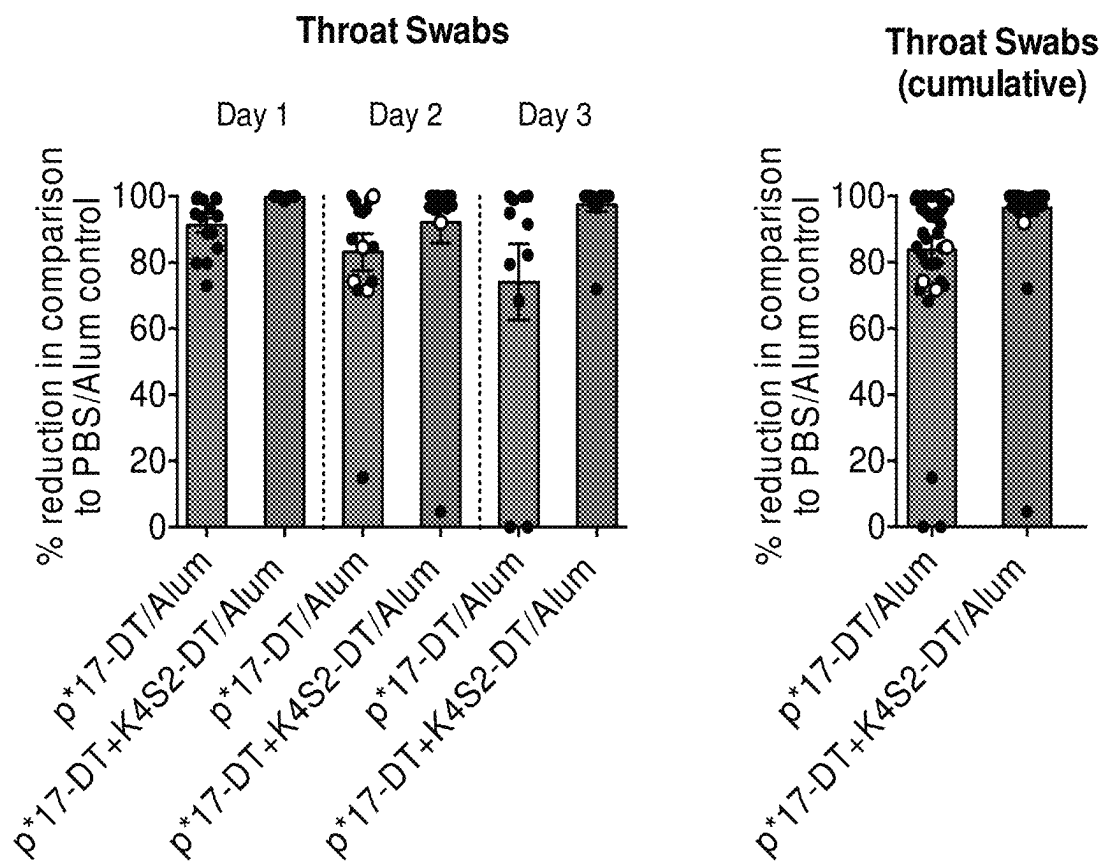 Throat Swabs
Day 1
Day 2
Day 3
% reduction in comparison
to PBS/Alum control
100
80
60
40
20
0
p*17-DT/Alum
p*17-DT+K4S2-DT/Alum
p*17-DT/Alum
p*17-DT+K4S2-DT/Alum
p*17-DT/Alum
p*17-DT+K4S2-DT/Alum
Throat Swabs
(cumulative)
% reduction in comparison
to PBS/Alum control
100
80
60
40
20
0
p*17-DT/Alum
p*17-DT+K4S2-DT/Alum